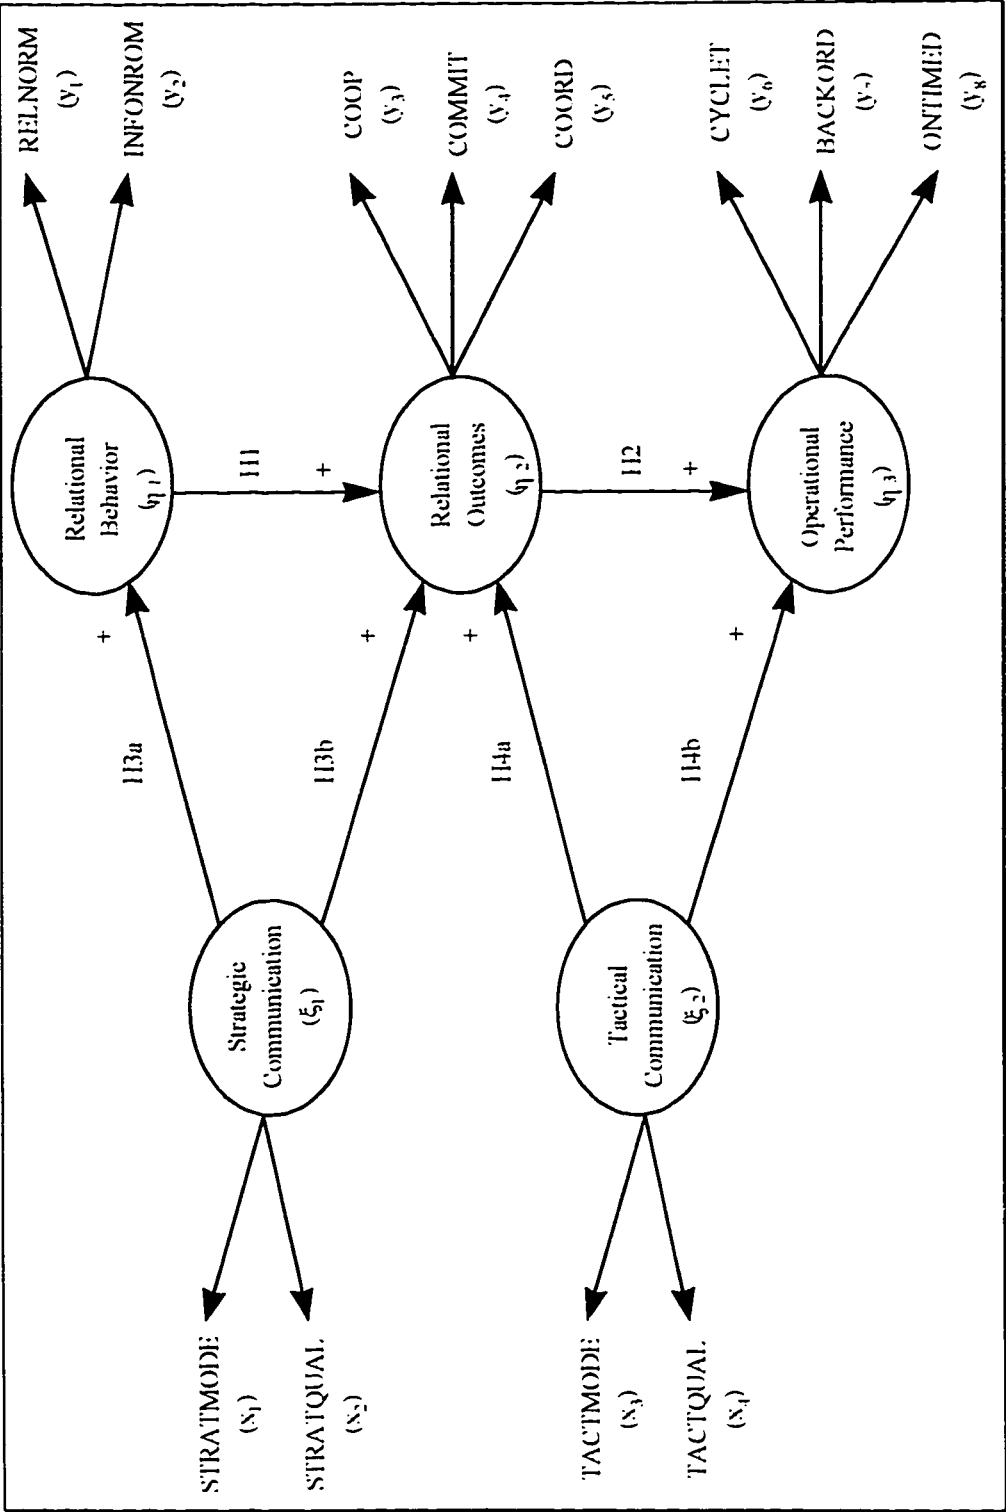 STRATMODE
(x₁)
STRATQUAL
(x₂)
TACTMODE
(x₃)
TACTQUAL
(x₄)
Strategic
Communication
(ξ₁)
Tactical
Communication
(ξ₂)
H3a
+
H3b
+
H4a
+
H4b
+
Relational
Behavior
(η₁)
H1
+
Relational
Outcomes
(η₂)
H2
+
Operational
Performance
(η₃)
RELNORM
(y₁)
INFONROM
(y₂)
COOP
(y₃)
COMMIT
(y₄)
COORD
(y₅)
CYCLET
(y₆)
BACKORD
(y₇)
ONTIMED
(y₈)